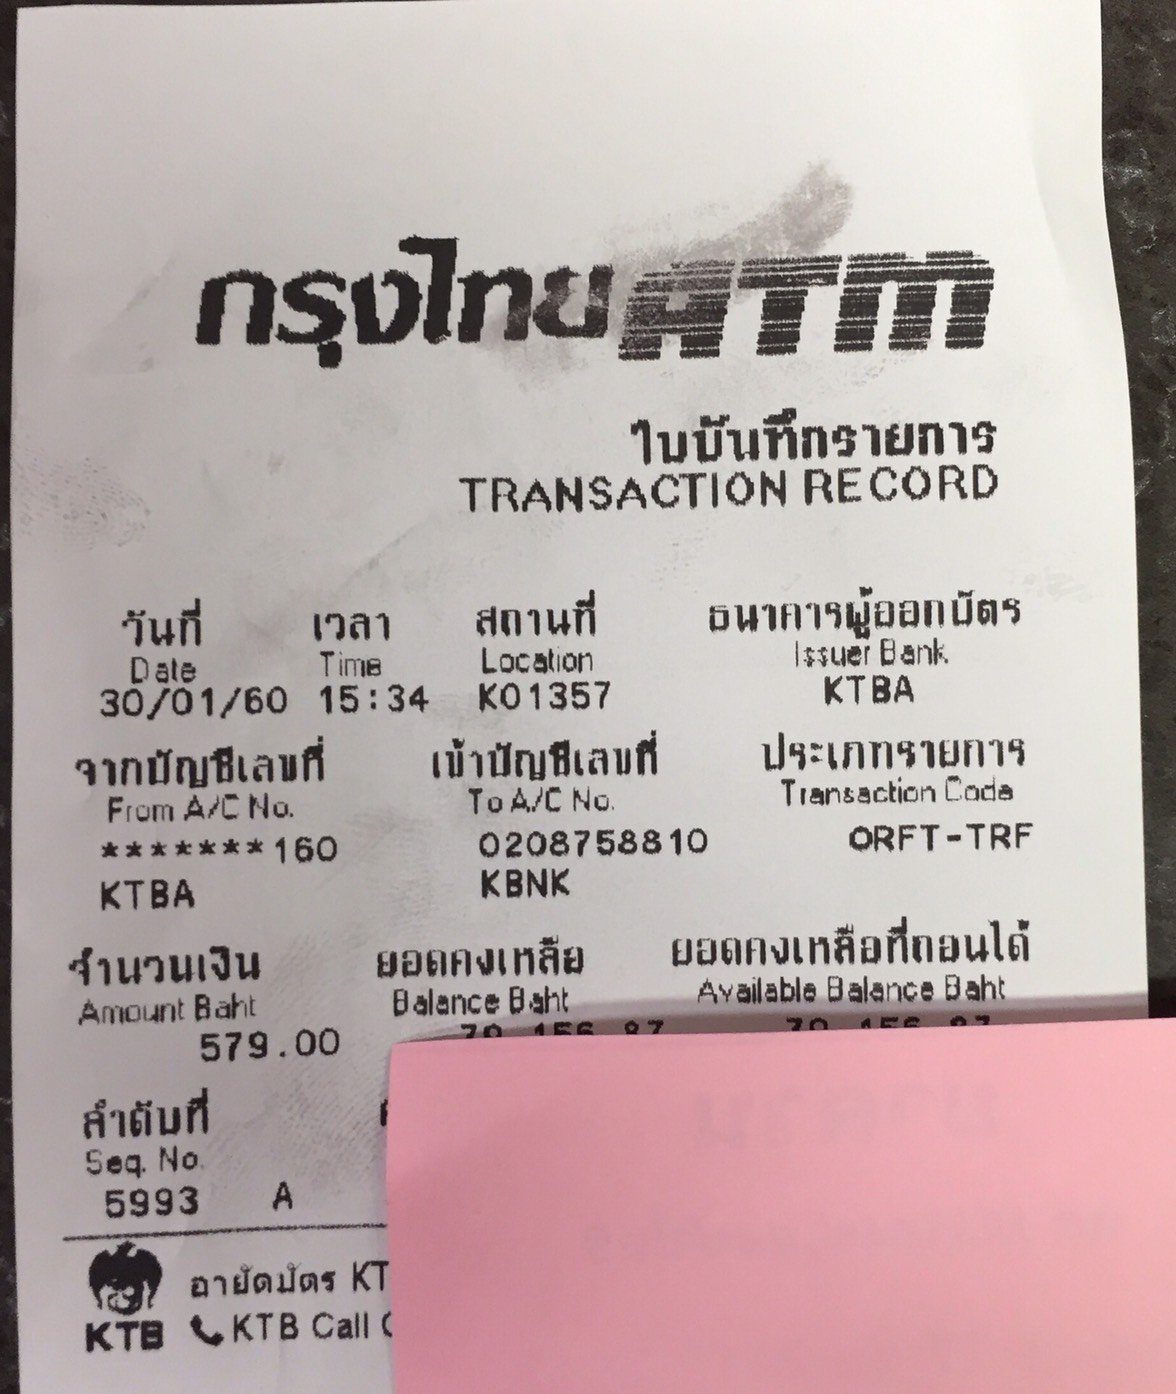 กรุงไทย ATM
ใบบันทึกรายการ
TRANSACTION RECORD
วันที่ เวลา สถานที่ ธนาคารผู้ออกบัตร
Date Time Location Issuer Bank
30/01/60 15:34 K01357 KTBA
จากบัญชีเลขที่ เข้าบัญชีเลขที่ ประเภทรายการ
From A/C No. To A/C No. Transaction Code
*******160 0208758810 ORFT-TRF
KTBA KBNK
จำนวนเงิน ยอดคงเหลือ ยอดคงเหลือที่ถอนได้
Amount Baht Balance Baht Available Balance Baht
579.00
ลำดับที่
Seq. No.
5993 A
อายัดบัตร KT
KTB KTB Call